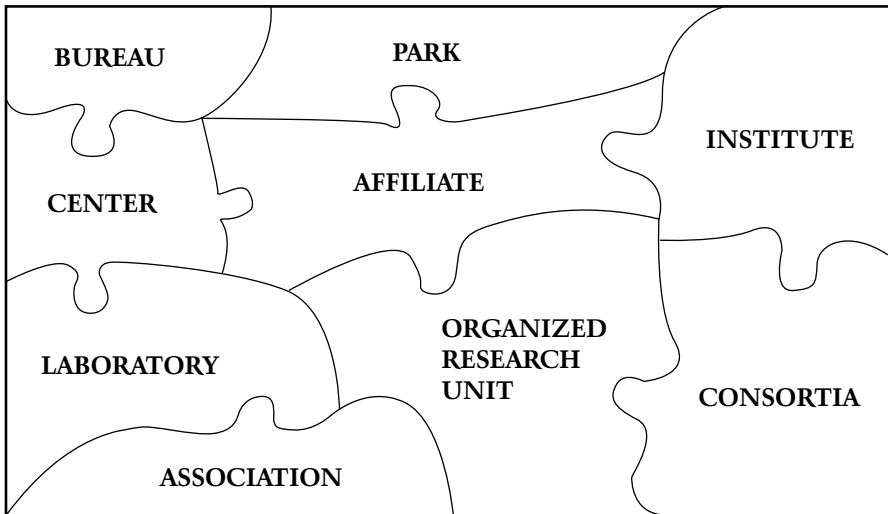 BUREAU
PARK
INSTITUTE
CENTER
AFFILIATE
LABORATORY
ORGANIZED
RESEARCH
UNIT
CONSORTIA
ASSOCIATION